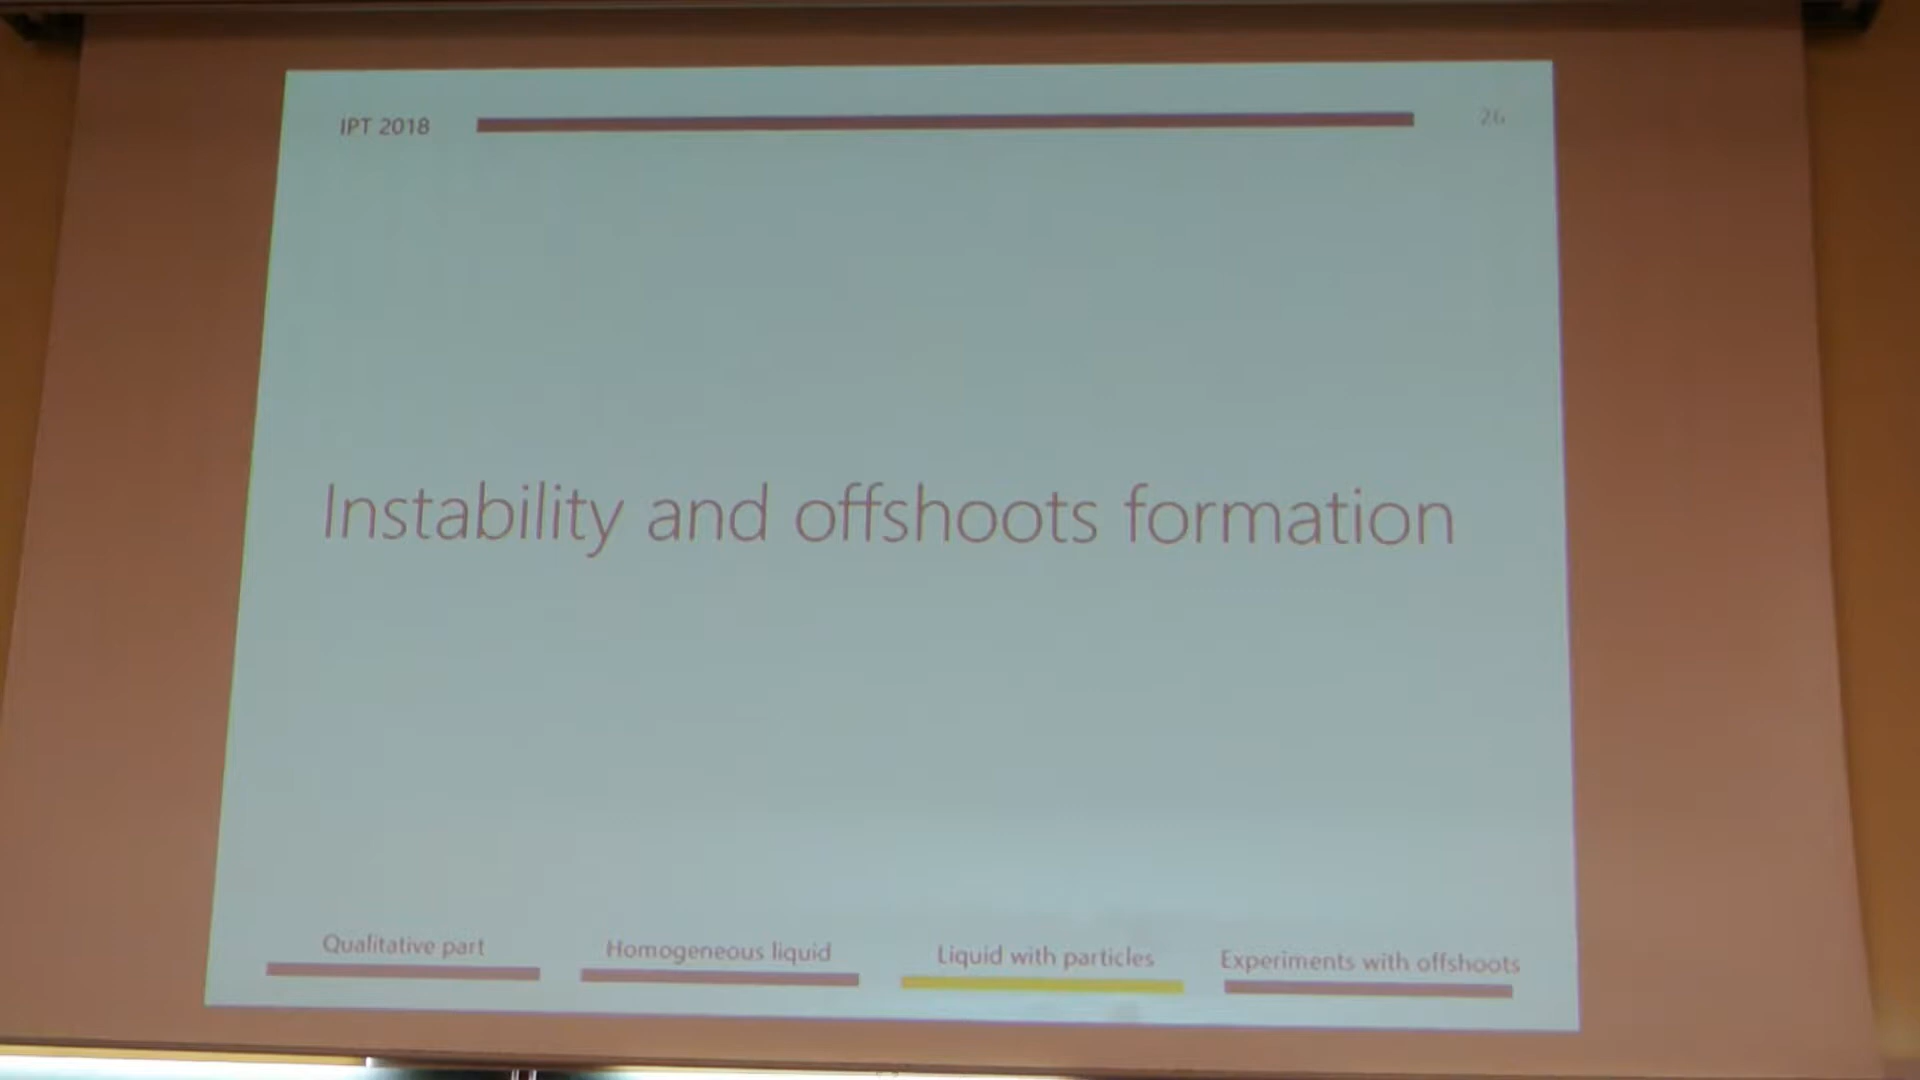 IPT 2018
26
Instability and offshoots formation
Qualitative part
Homogeneous liquid
Liquid with particles
Experiments with offshoots